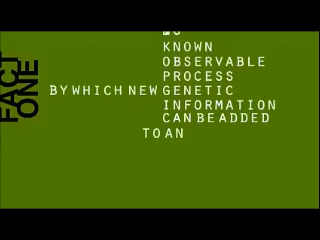 FACT
ONE
KNOWN
OBSERVABLE
PROCESS
BY WHICH NEW GENETIC
INFORMATION
CAN BE ADDED
TO AN